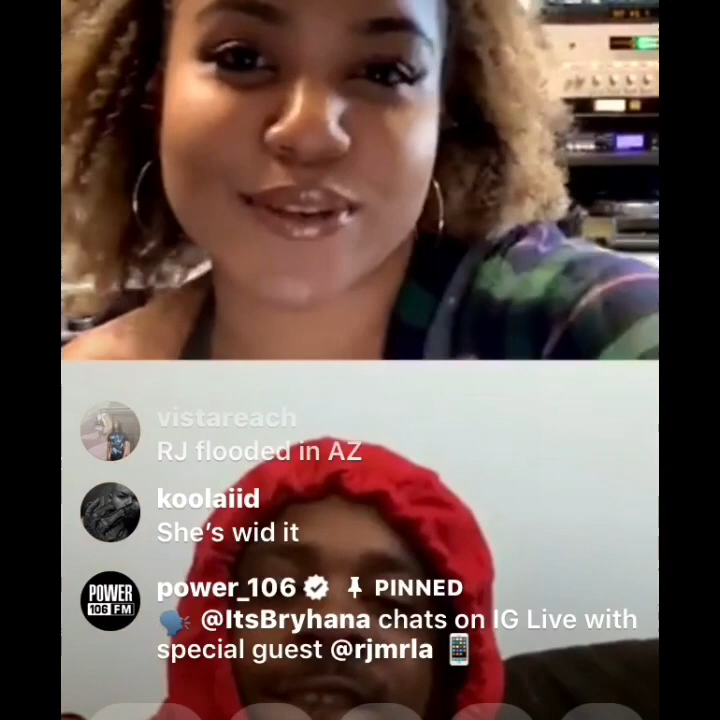 vistareach
RJ flooded in AZ
koolaiid
She's wid it
POWER
106 FM
power_106 PINNED
@ItsBryhana chats on IG Live with
special guest @rjmrla